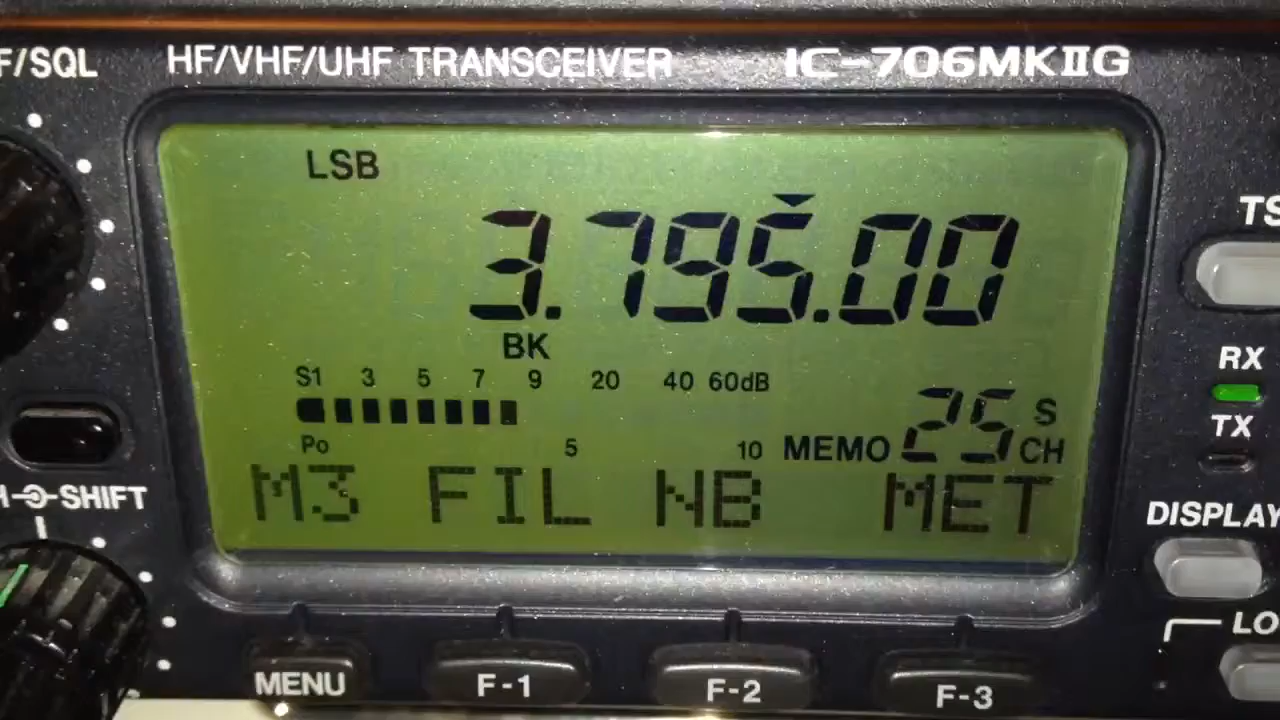 F/SQL HF/VHF/UHF TRANSCEIVER IC-706MKIIG
LSB
3.795.00
TS
BK
RX
S1 3 5 7 9 20 40 60dB
25 S
TX
Po 5 10 MEMO CH
M3 FIL NB MET
H SHIFT
DISPLAY
LO
MENU F-1 F-2 F-3